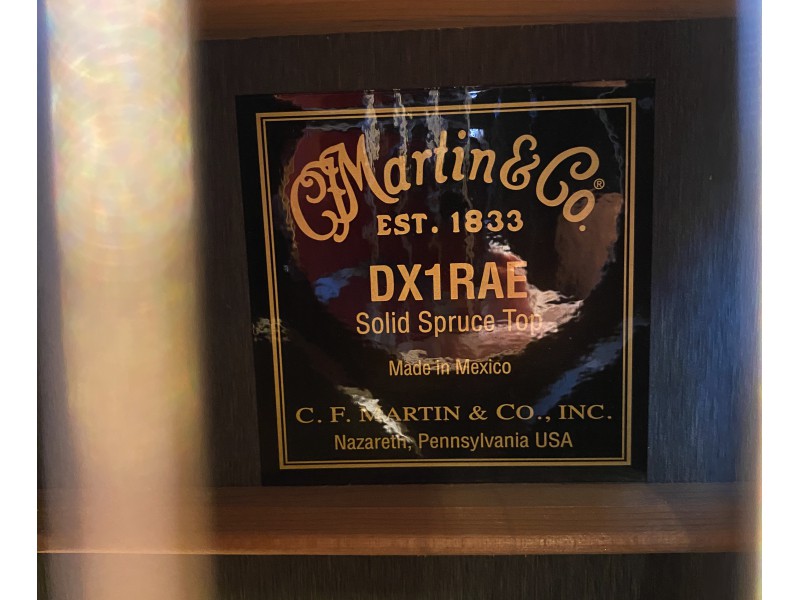 CFMartin & Co.®
EST. 1833
DX1RAE
Solid Spruce Top
Made in Mexico
C. F. MARTIN & CO., INC.
Nazareth, Pennsylvania USA